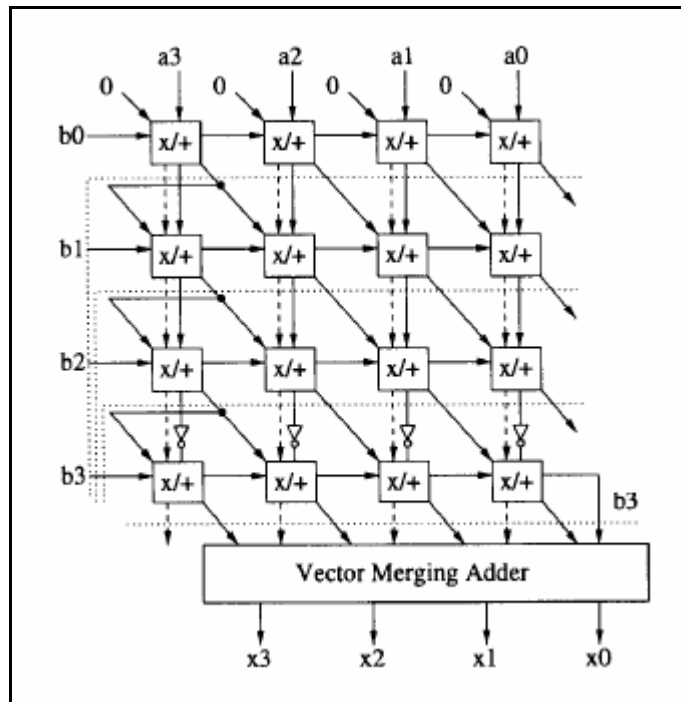 a3 a2 a1 a0
0 0 0 0
b0 x/+ x/+ x/+ x/+
b1 x/+ x/+ x/+ x/+
b2 x/+ x/+ x/+ x/+
b3 x/+ x/+ x/+ x/+
b3
Vector Merging Adder
x3 x2 x1 x0